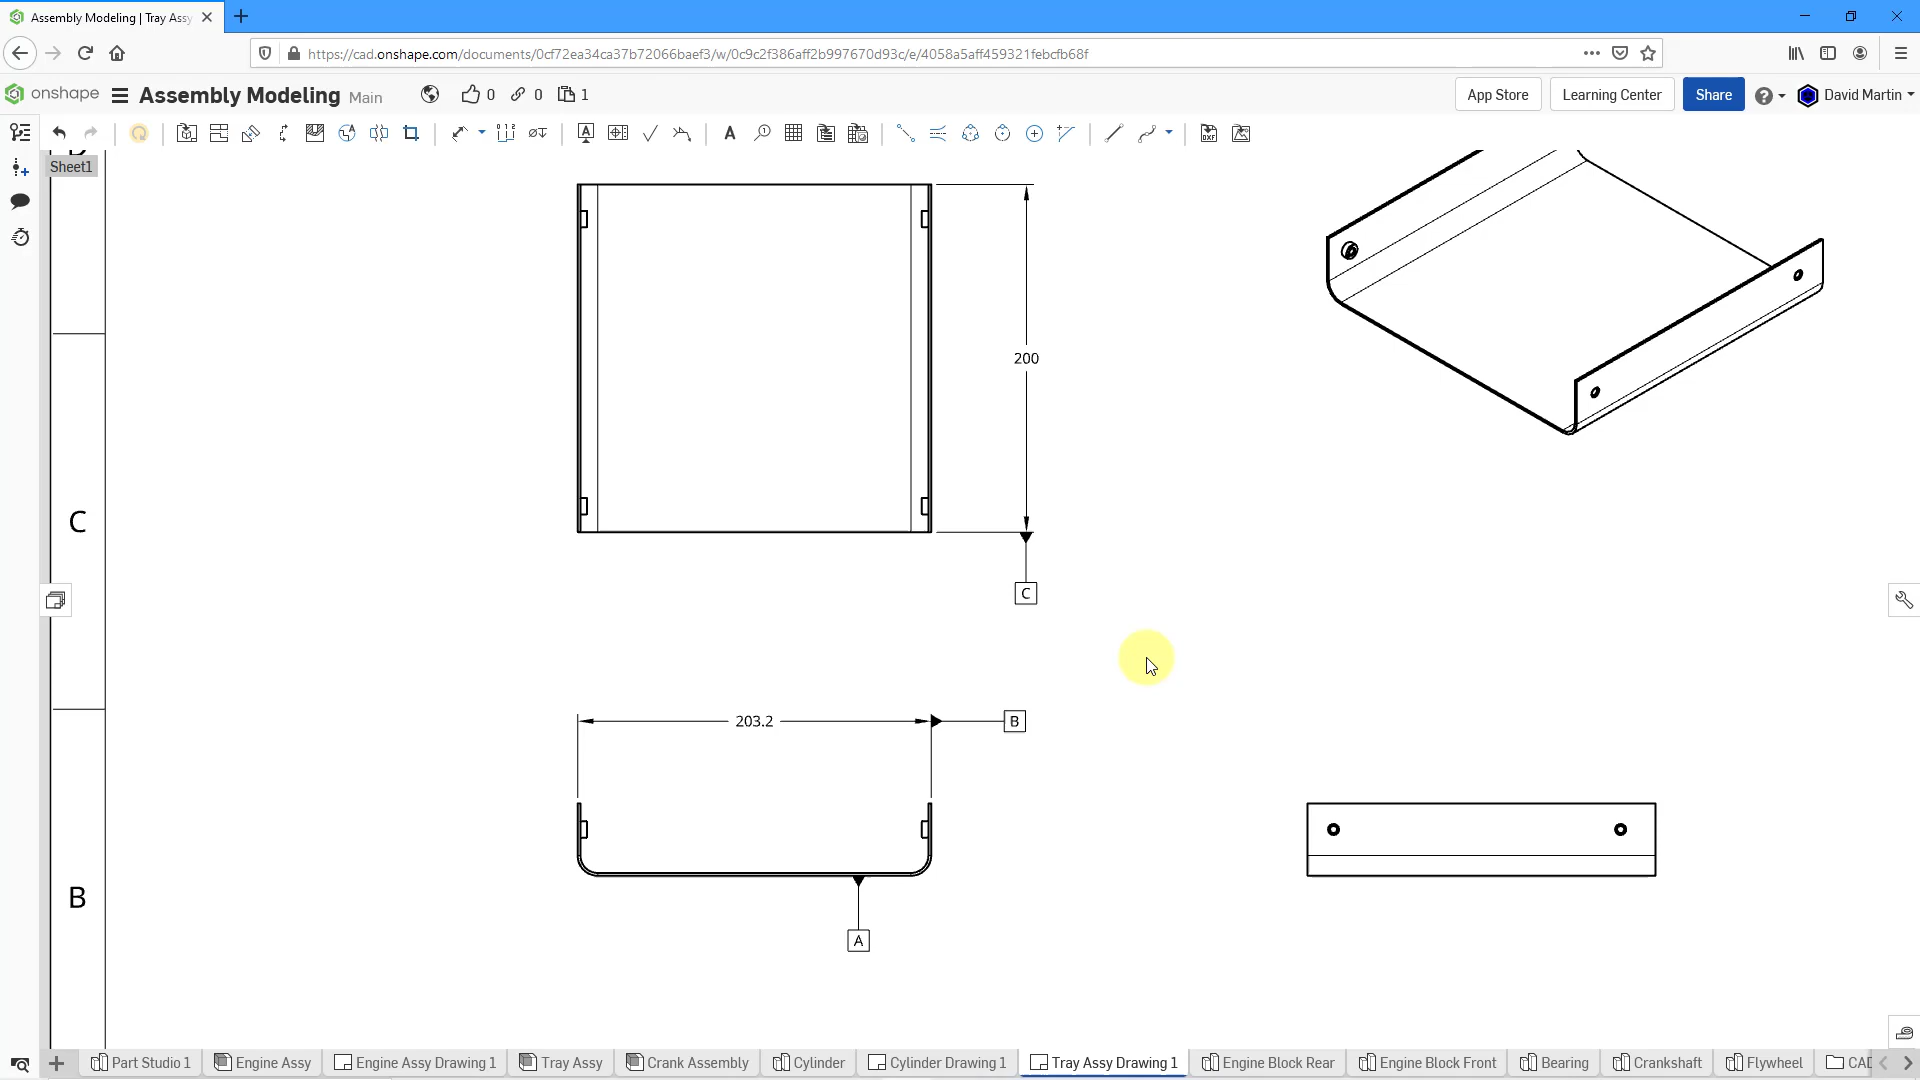 Assembly Modeling | Tray Assy
https://cad.onshape.com/documents/0cf72ea34ca37b72066baef3/w/0c9c2f386aff2b997670d93c/e/4058a5aff459321febcfb68f
onshape Assembly Modeling Main 0 0 1 App Store Learning Center Share David Martin
Sheet1
200
C
C
203.2
B
B
A
Part Studio 1 Engine Assy Engine Assy Drawing 1 Tray Assy Crank Assembly Cylinder Cylinder Drawing 1 Tray Assy Drawing 1 Engine Block Rear Engine Block Front Bearing Crankshaft Flywheel CAD